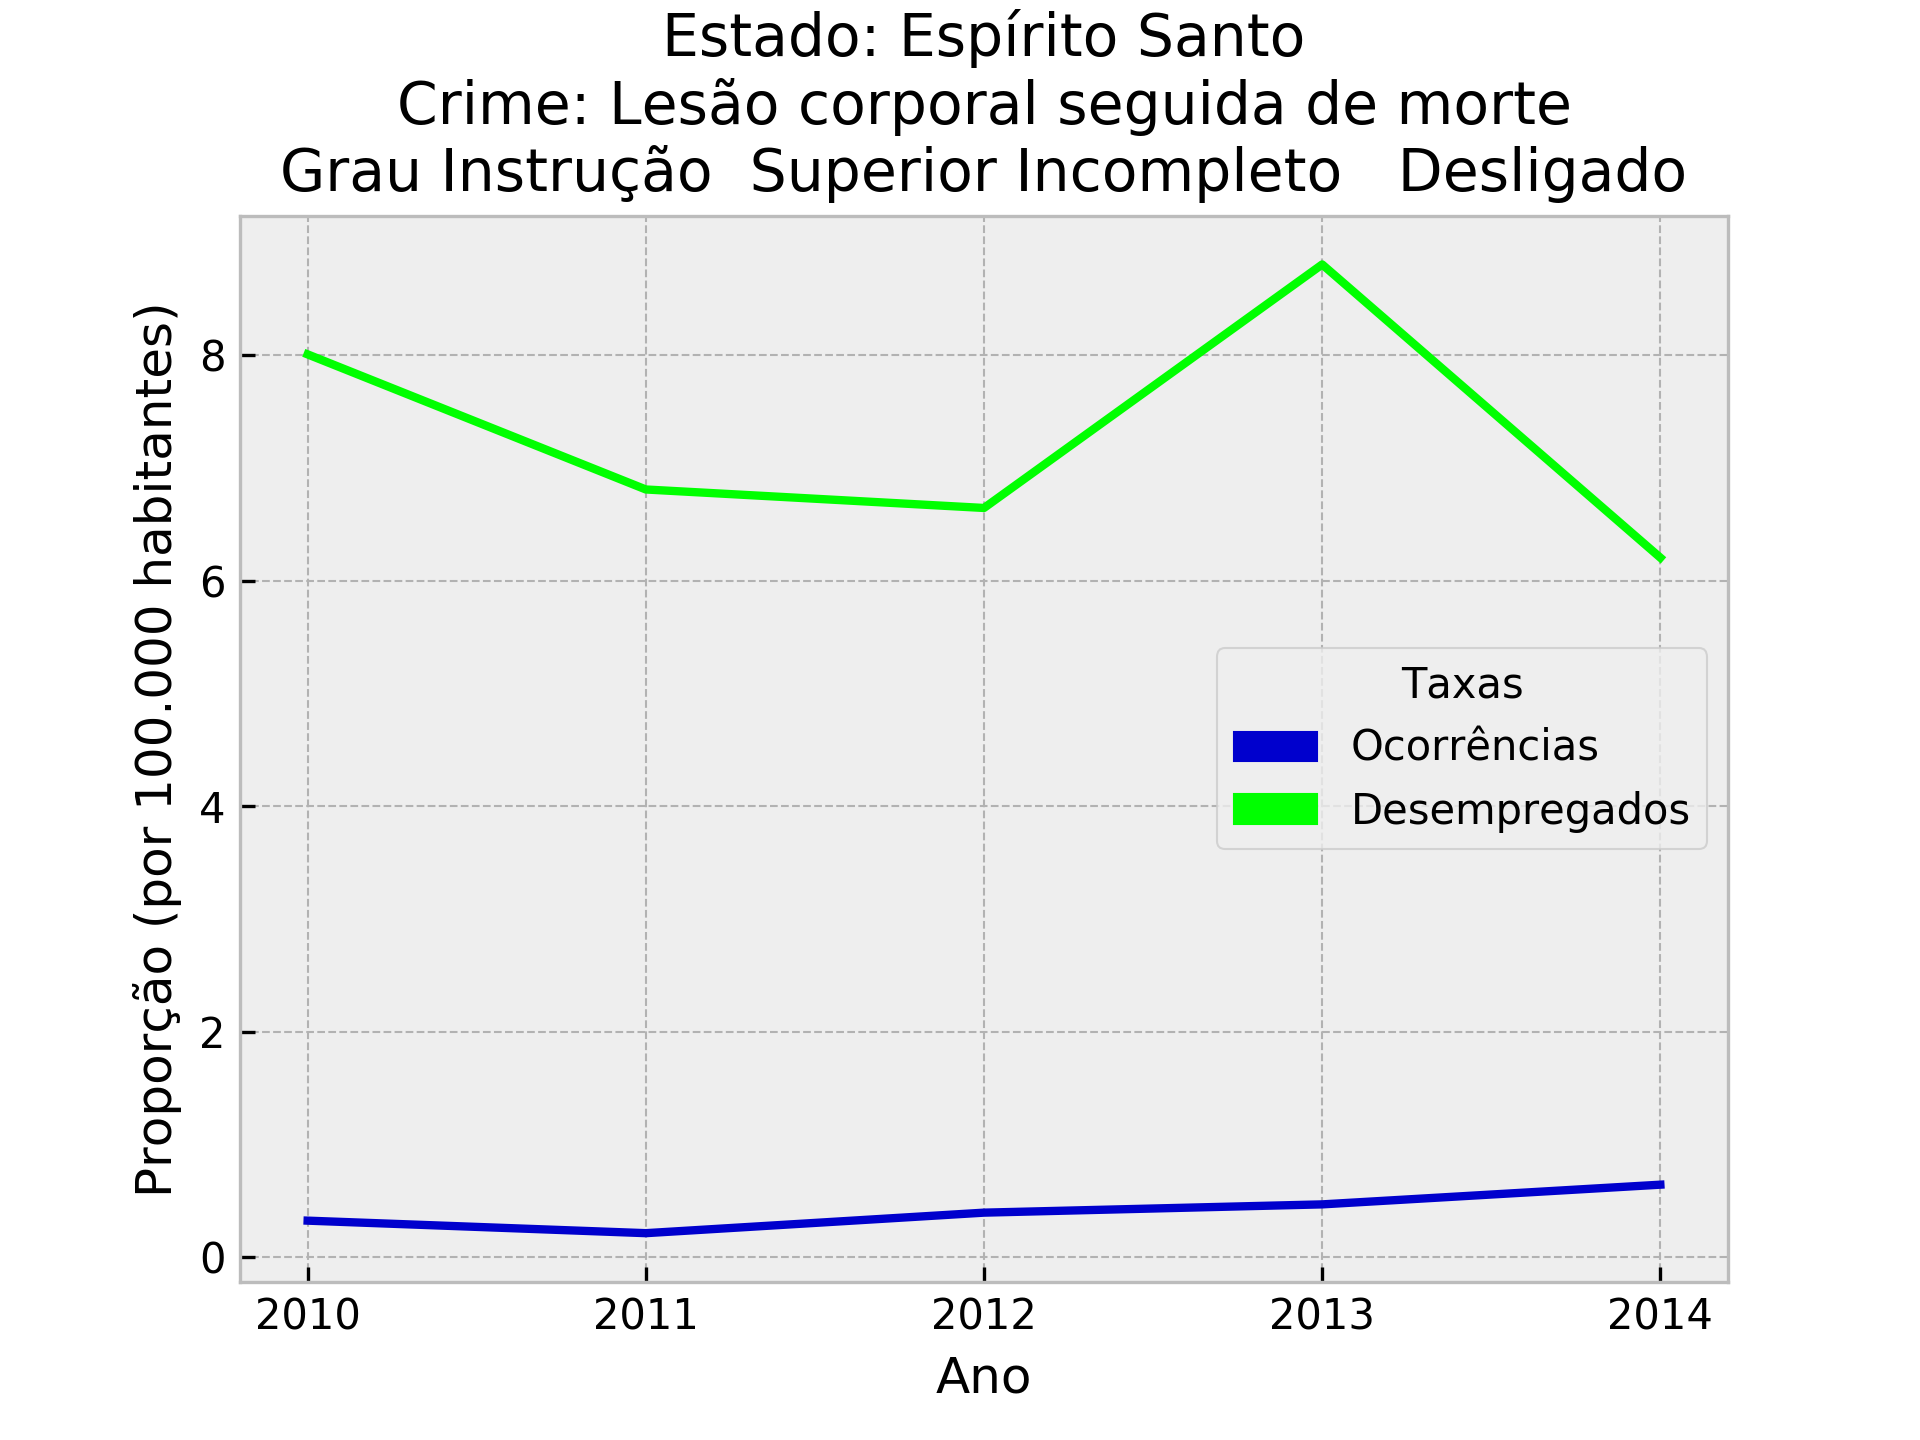 Estado: Espírito Santo
Crime: Lesão corporal seguida de morte
Grau Instrução  Superior Incompleto   Desligado
Proporção (por 100.000 habitantes)
8
6
4
2
0
Taxas
Ocorrências
Desempregados
2010 2011 2012 2013 2014
Ano